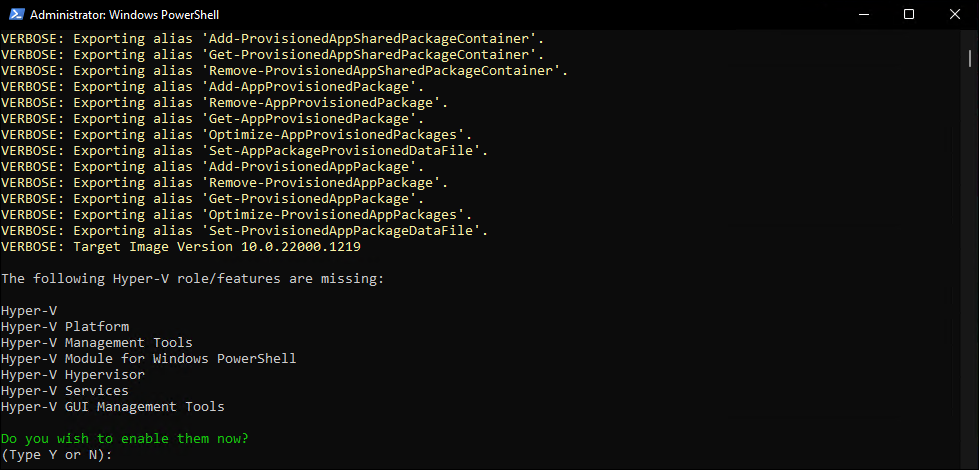 Administrator: Windows PowerShell
VERBOSE: Exporting alias 'Add-ProvisionedAppSharedPackageContainer'.
VERBOSE: Exporting alias 'Get-ProvisionedAppSharedPackageContainer'.
VERBOSE: Exporting alias 'Remove-ProvisionedAppSharedPackageContainer'.
VERBOSE: Exporting alias 'Add-AppProvisionedPackage'.
VERBOSE: Exporting alias 'Remove-AppProvisionedPackage'.
VERBOSE: Exporting alias 'Get-AppProvisionedPackage'.
VERBOSE: Exporting alias 'Optimize-AppProvisionedPackages'.
VERBOSE: Exporting alias 'Set-AppPackageProvisionedDataFile'.
VERBOSE: Exporting alias 'Add-ProvisionedAppPackage'.
VERBOSE: Exporting alias 'Remove-ProvisionedAppPackage'.
VERBOSE: Exporting alias 'Get-ProvisionedAppPackage'.
VERBOSE: Exporting alias 'Optimize-ProvisionedAppPackages'.
VERBOSE: Exporting alias 'Set-ProvisionedAppPackageDataFile'.
VERBOSE: Target Image Version 10.0.22000.1219
The following Hyper-V role/features are missing:
Hyper-V
Hyper-V Platform
Hyper-V Management Tools
Hyper-V Module for Windows PowerShell
Hyper-V Hypervisor
Hyper-V Services
Hyper-V GUI Management Tools
Do you wish to enable them now?
(Type Y or N):